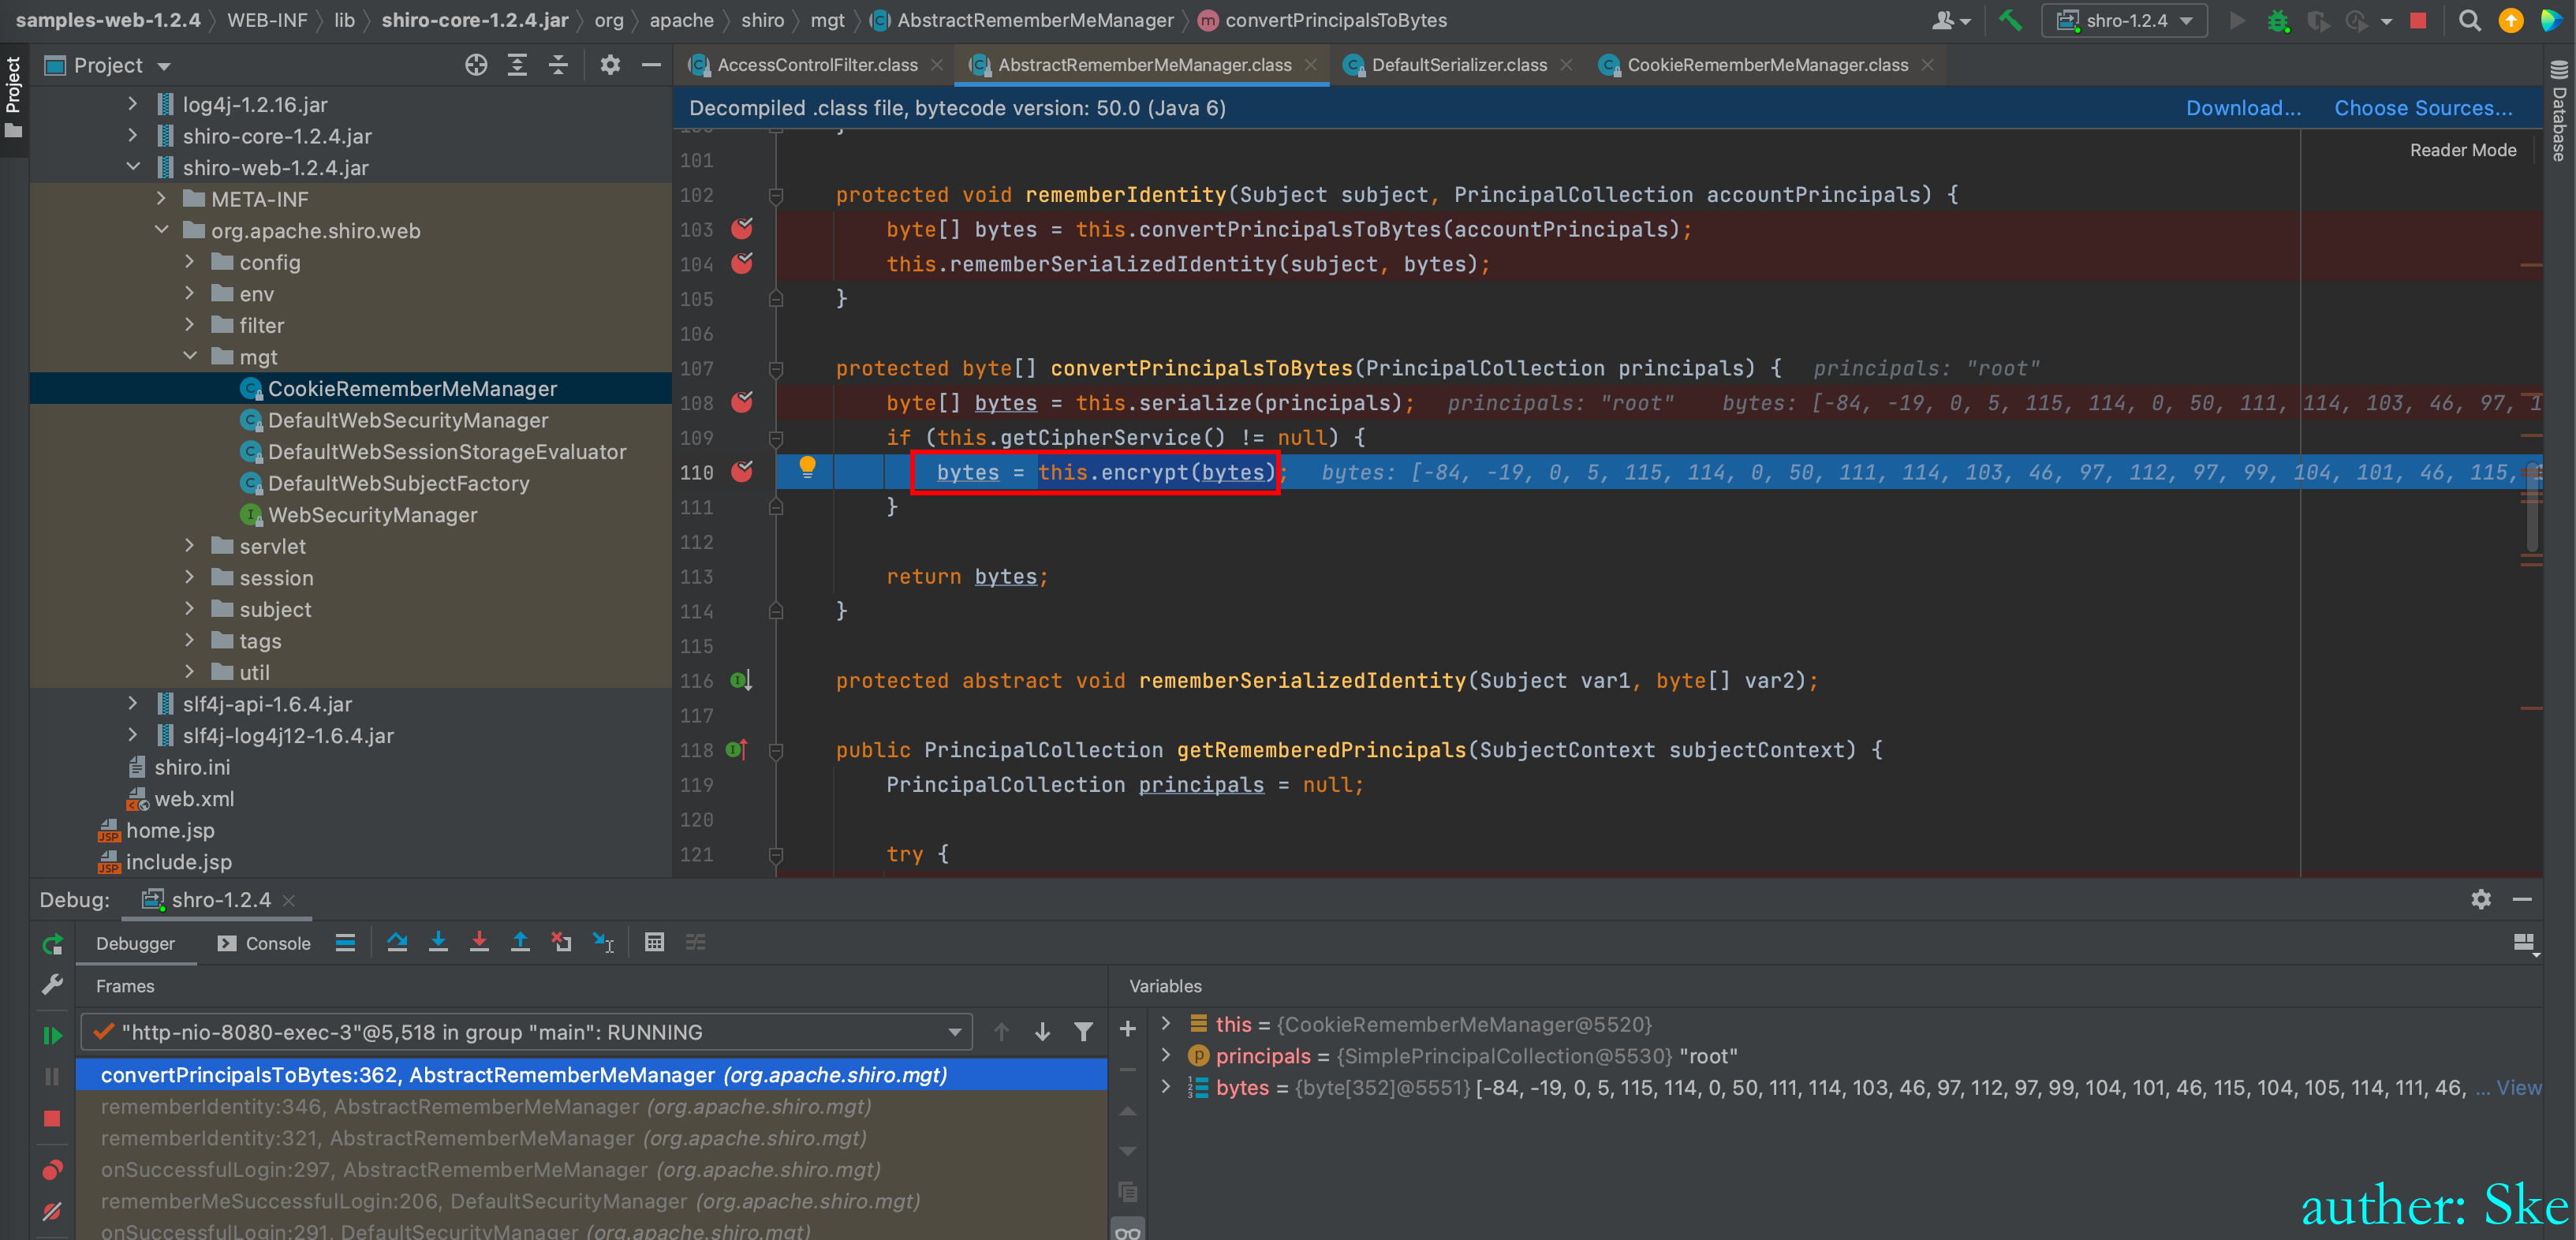 samples-web-1.2.4 WEB-INF lib shiro-core-1.2.4.jar org apache shiro mgt AbstractRememberMeManager convertPrincipalsToBytes
shro-1.2.4
Project
Project
AccessControlFilter.class AbstractRememberMeManager.class DefaultSerializer.class CookieRememberMeManager.class
Database
log4j-1.2.16.jar
shiro-core-1.2.4.jar
shiro-web-1.2.4.jar
META-INF
org.apache.shiro.web
config
env
filter
mgt
CookieRememberMeManager
DefaultWebSecurityManager
DefaultWebSessionStorageEvaluator
DefaultWebSubjectFactory
WebSecurityManager
servlet
session
subject
tags
util
slf4j-api-1.6.4.jar
slf4j-log4j12-1.6.4.jar
shiro.ini
web.xml
home.jsp
include.jsp
Decompiled .class file, bytecode version: 50.0 (Java 6) Download... Choose Sources...
Reader Mode
101
102 protected void rememberIdentity(Subject subject, PrincipalCollection accountPrincipals) {
103 byte[] bytes = this.convertPrincipalsToBytes(accountPrincipals);
104 this.rememberSerializedIdentity(subject, bytes);
105 }
106
107 protected byte[] convertPrincipalsToBytes(PrincipalCollection principals) { principals: "root"
108 byte[] bytes = this.serialize(principals); principals: "root" bytes: [-84, -19, 0, 5, 115, 114, 0, 50, 111, 114, 103, 46, 97, 1
109 if (this.getCipherService() != null) {
110 bytes = this.encrypt(bytes); bytes: [-84, -19, 0, 5, 115, 114, 0, 50, 111, 114, 103, 46, 97, 112, 97, 99, 104, 101, 46, 115,
111 }
112
113 return bytes;
114 }
115
116 protected abstract void rememberSerializedIdentity(Subject var1, byte[] var2);
117
118 public PrincipalCollection getRememberedPrincipals(SubjectContext subjectContext) {
119 PrincipalCollection principals = null;
120
121 try {
Debug: shro-1.2.4
Debugger Console
Frames
"http-nio-8080-exec-3"@5,518 in group "main": RUNNING
convertPrincipalsToBytes:362, AbstractRememberMeManager (org.apache.shiro.mgt)
rememberIdentity:346, AbstractRememberMeManager (org.apache.shiro.mgt)
rememberIdentity:321, AbstractRememberMeManager (org.apache.shiro.mgt)
onSuccessfulLogin:297, AbstractRememberMeManager (org.apache.shiro.mgt)
rememberMeSuccessfulLogin:206, DefaultSecurityManager (org.apache.shiro.mgt)
onSuccessfulLogin:291, DefaultSecurityManager (org.apache.shiro.mgt)
Variables
this = {CookieRememberMeManager@5520}
principals = {SimplePrincipalCollection@5530} "root"
bytes = {byte[352]@5551} [-84, -19, 0, 5, 115, 114, 0, 50, 111, 114, 103, 46, 97, 112, 97, 99, 104, 101, 46, 115, 104, 105, 114, 111, 46, ... View
auther: Ske